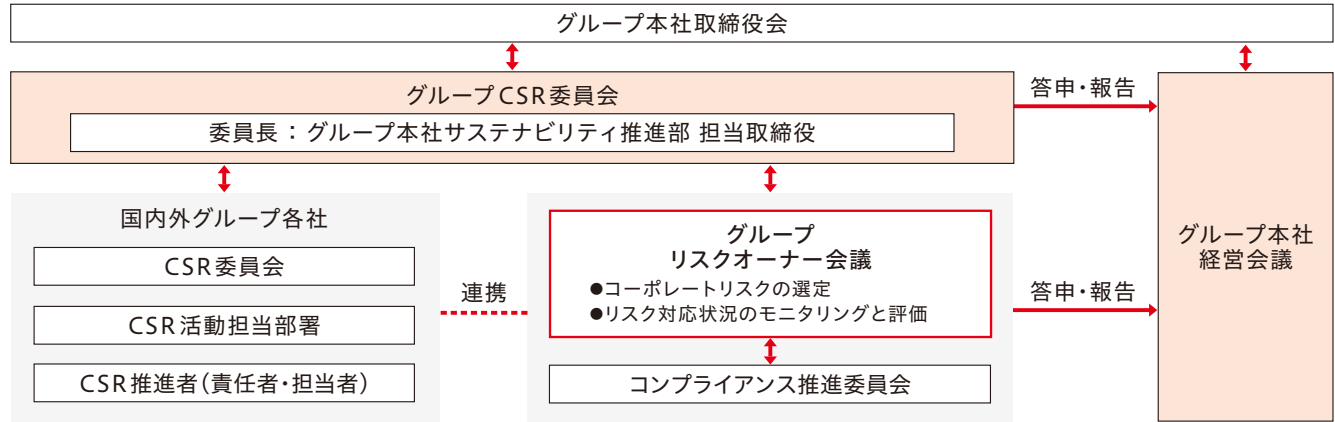 グループ本社取締役会
グループCSR委員会
委員長：グループ本社サステナビリティ推進部 担当取締役
答申・報告
国内外グループ各社
CSR委員会
CSR活動担当部署
CSR推進者（責任者・担当者）
連携
グループ
リスクオーナー会議
●コーポレートリスクの選定
●リスク対応状況のモニタリングと評価
コンプライアンス推進委員会
答申・報告
グループ本社
経営会議